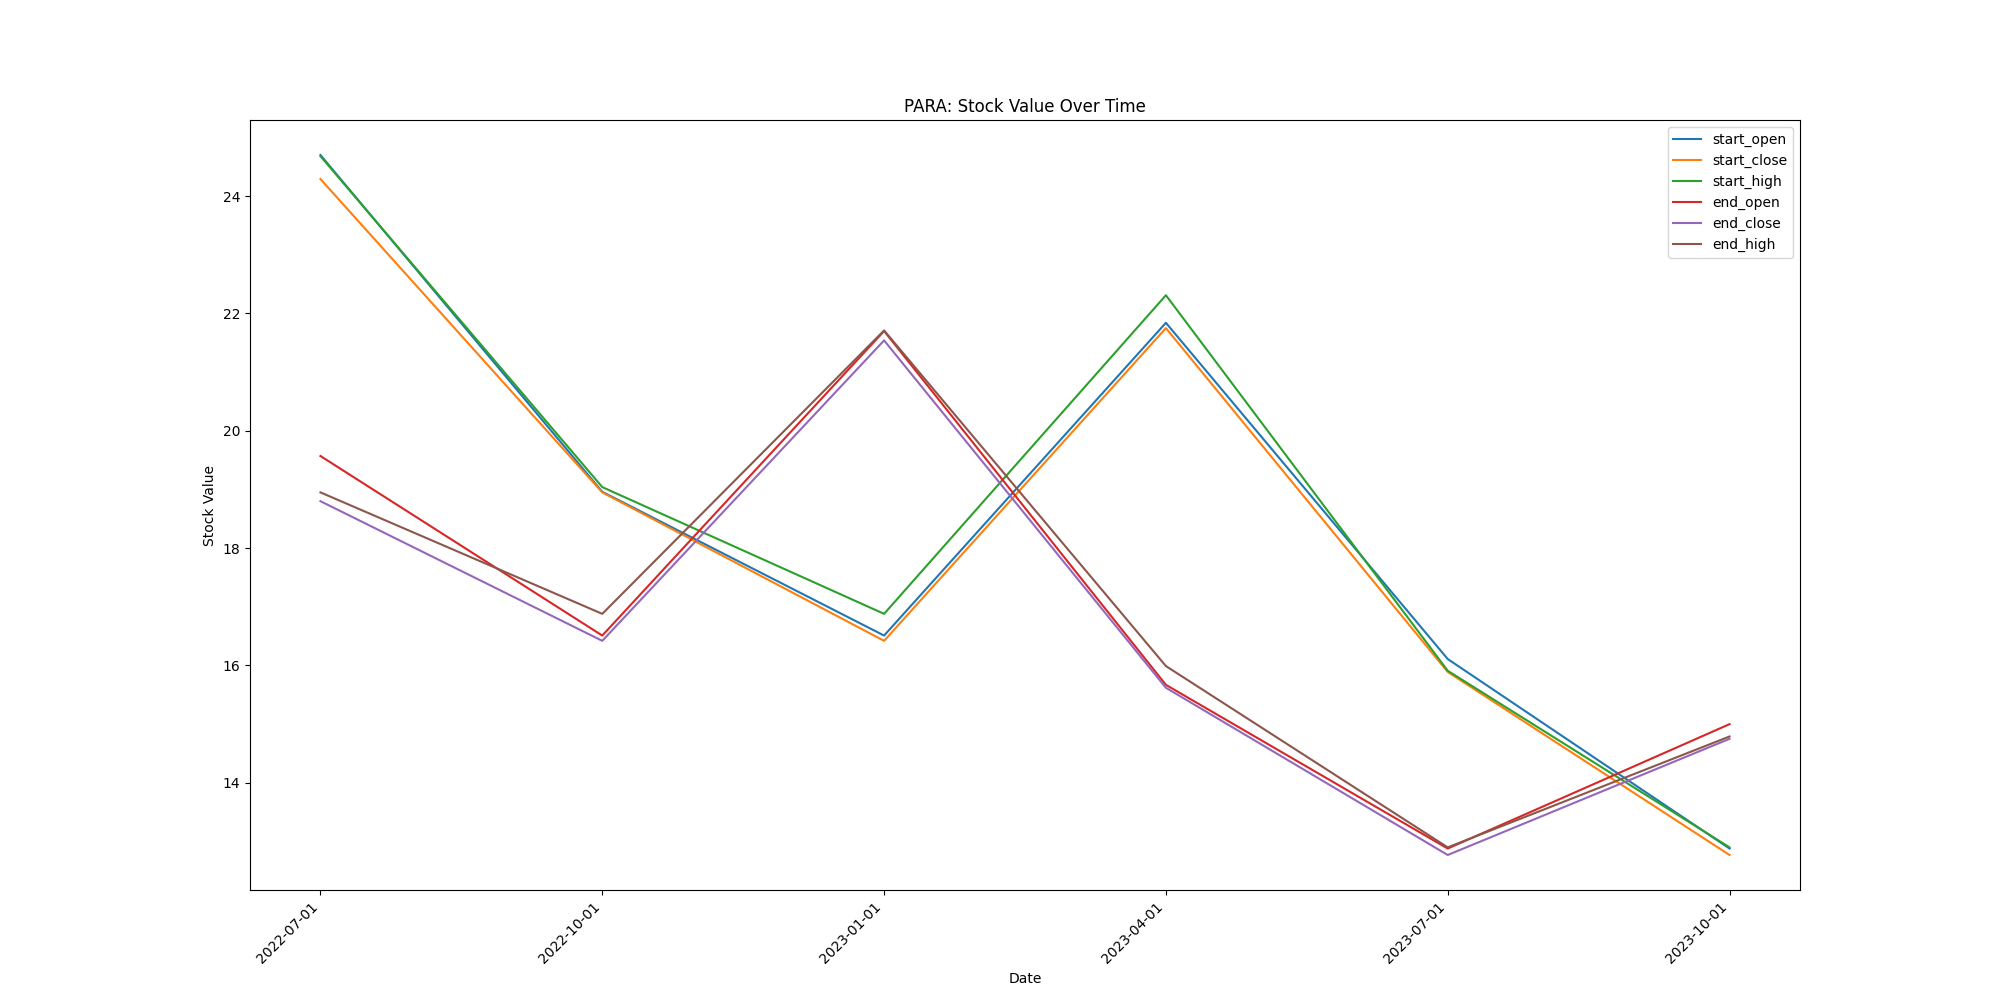 PARA: Stock Value Over Time
start_open
start_close
start_high
end_open
end_close
end_high
Stock Value
24
22
20
18
16
14
2022-07-01
2022-10-01
2023-01-01
2023-04-01
2023-07-01
2023-10-01
Date